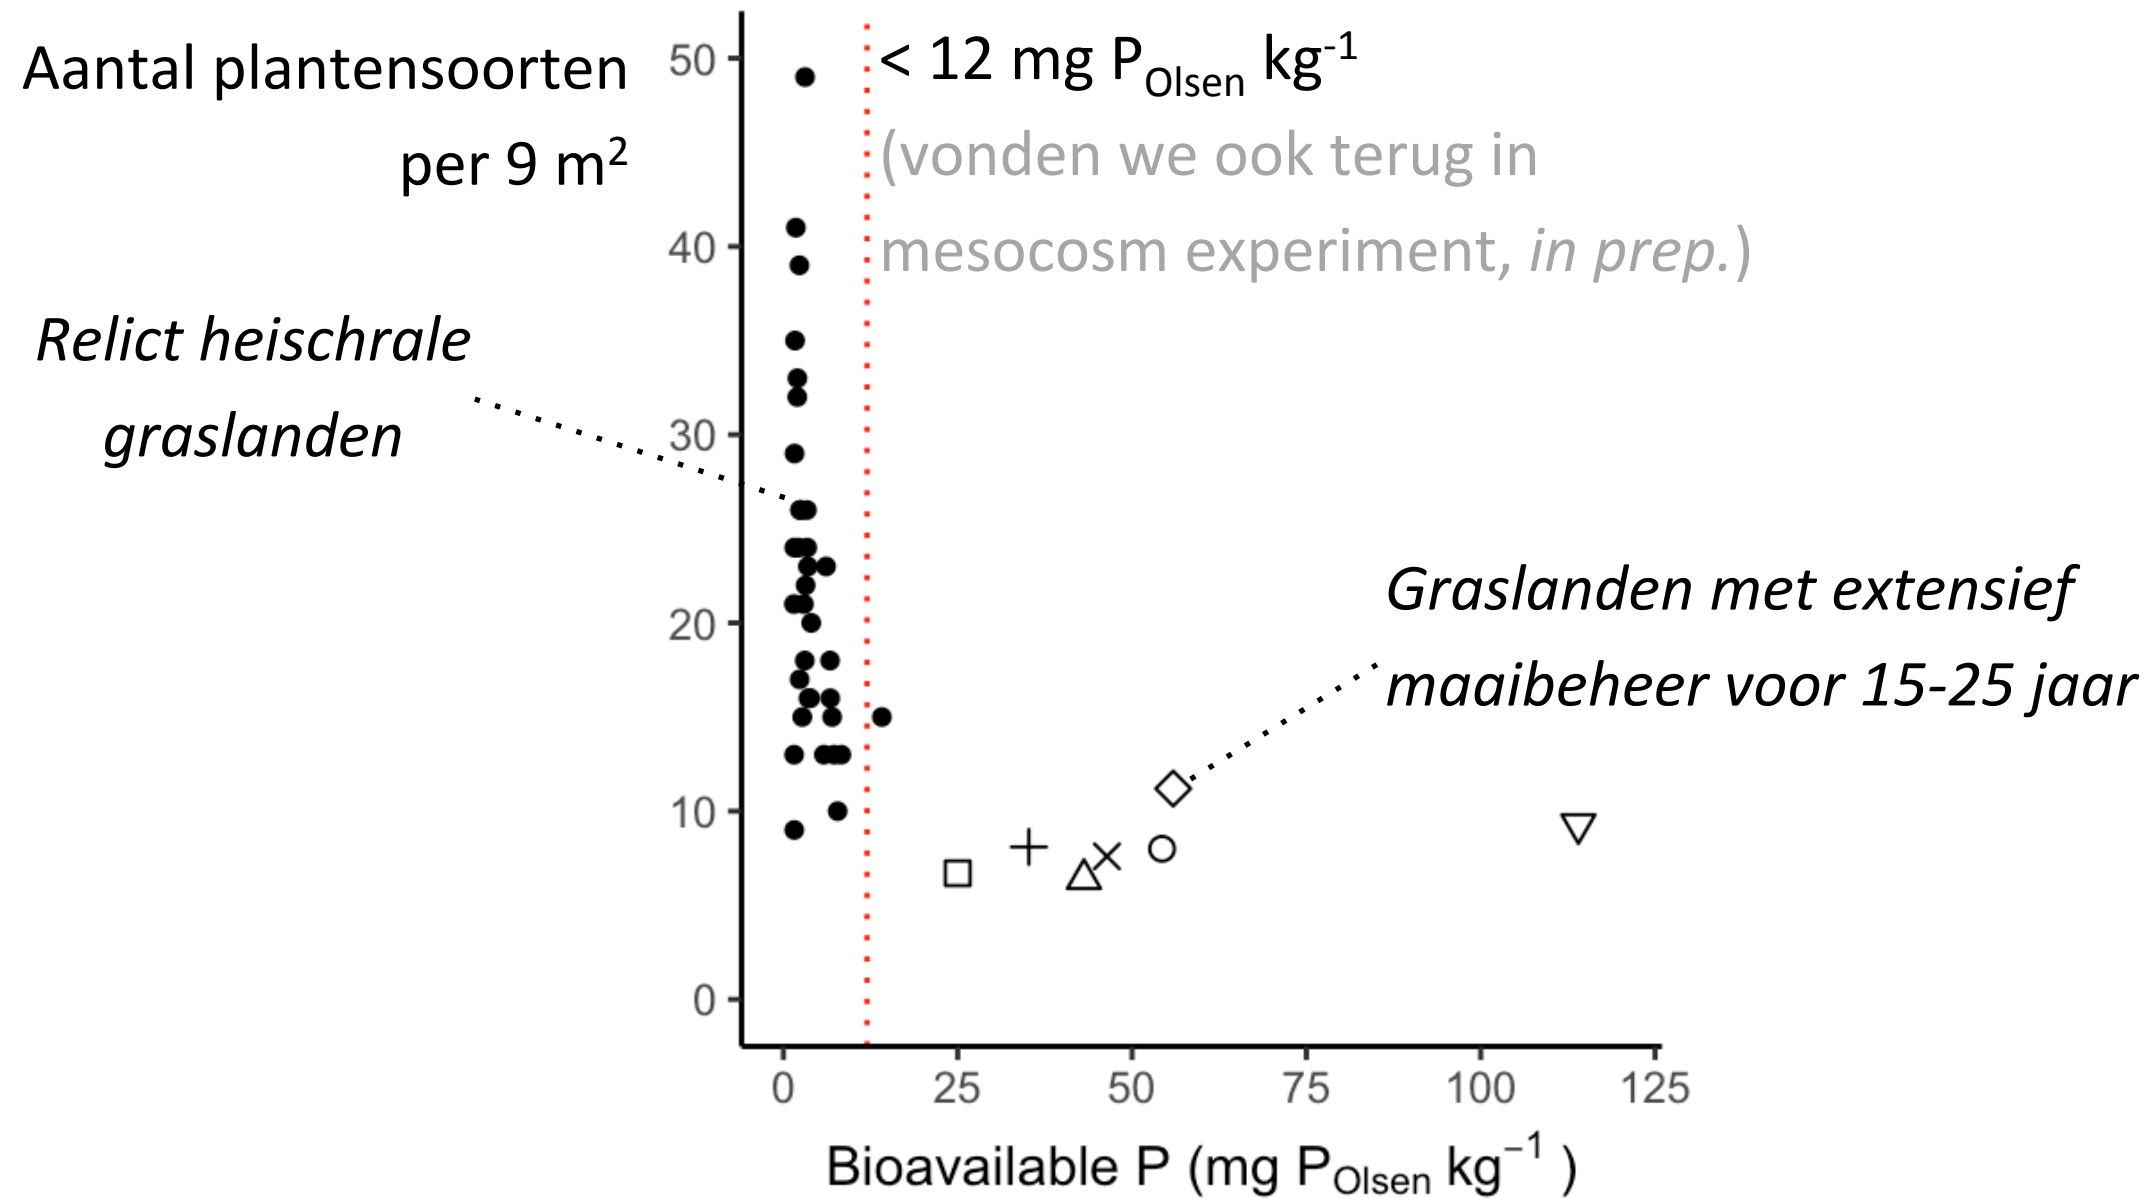 Aantal plantensoorten
per 9 m²
< 12 mg P_Olsen kg⁻¹
(vonden we ook terug in
mesocosm experiment, in prep.)
Relict heischrale
graslanden
Graslanden met extensief
maaibeheer voor 15-25 jaar
50
40
30
20
10
0
0 25 50 75 100 125
Bioavailable P (mg P_Olsen kg⁻¹ )